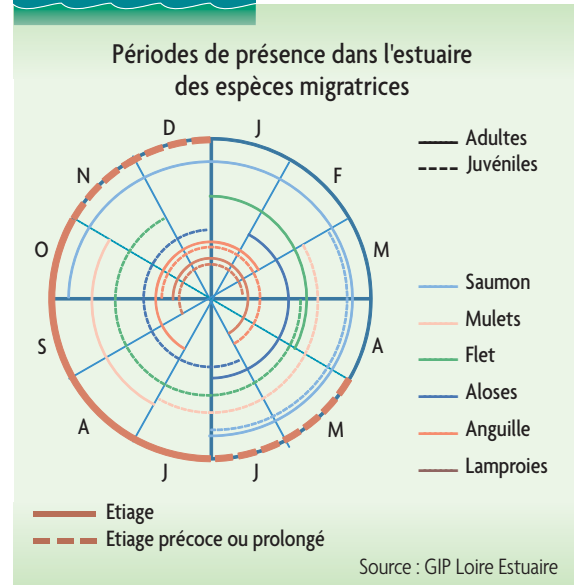 Périodes de présence dans l'estuaire
des espèces migratrices
D
J
N
F
O
M
S
A
A
M
J
J
Adultes
Juvéniles
Saumon
Mulets
Flet
Aloses
Anguille
Lamproies
Etiage
Etiage précoce ou prolongé
Source : GIP Loire Estuaire